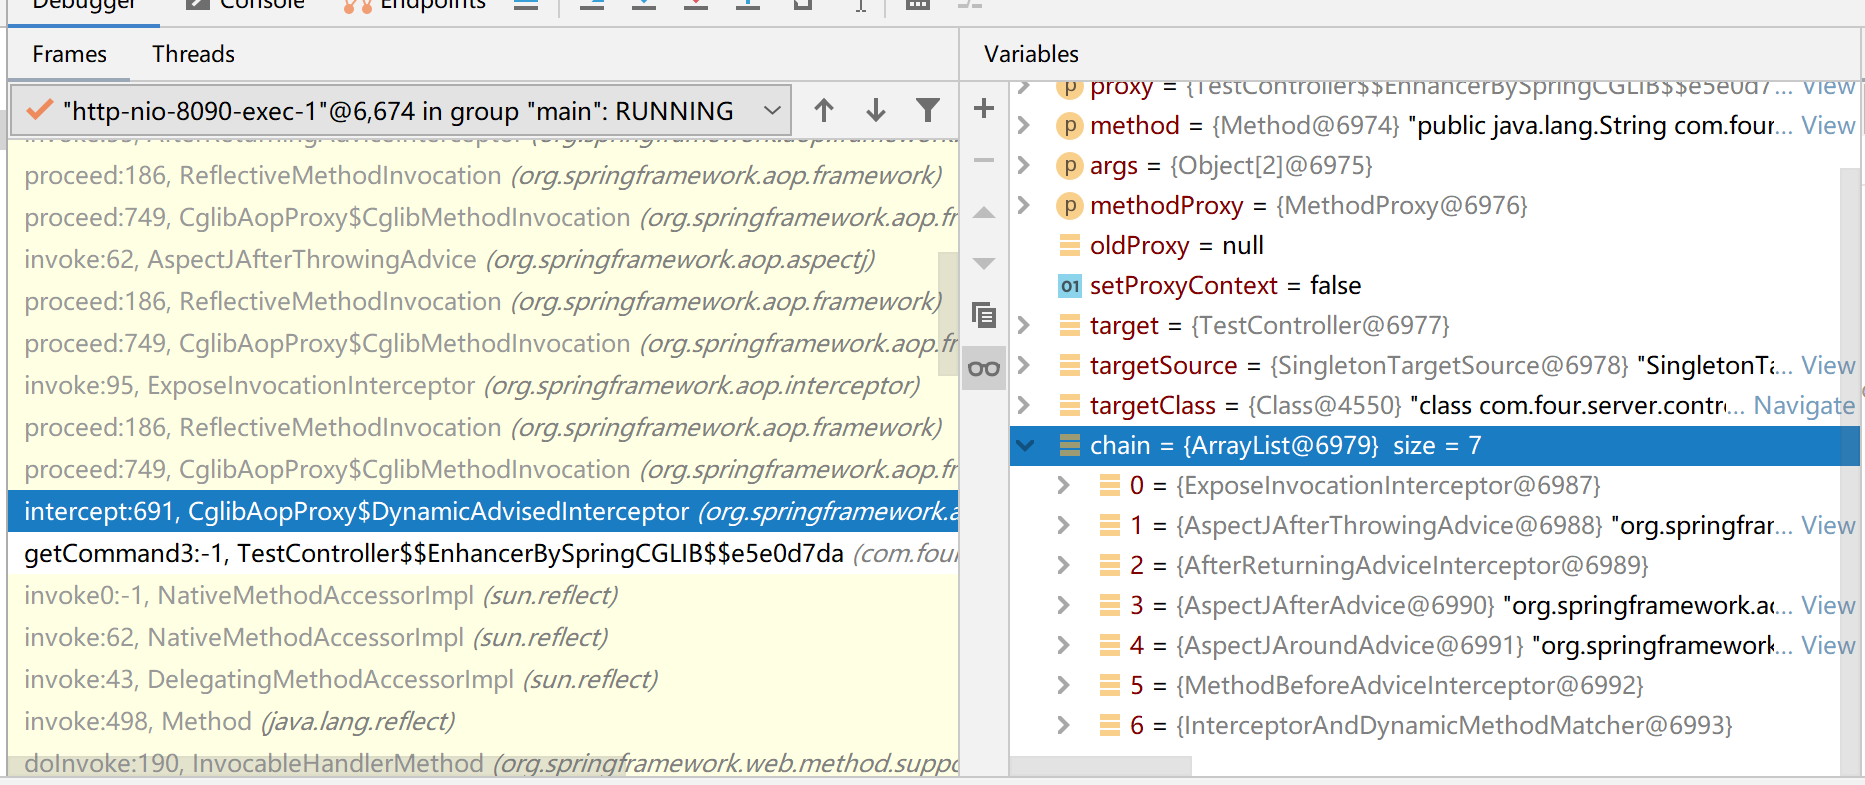 Debugger Console Endpoints
Frames Threads
"http-nio-8090-exec-1"@6,674 in group "main": RUNNING
invoke:55, AfterReturningAdviceInterceptor (org.springframework.aop.framework.
proceed:186, ReflectiveMethodInvocation (org.springframework.aop.framework)
proceed:749, CglibAopProxy$CglibMethodInvocation (org.springframework.aop.fr
invoke:62, AspectJAfterThrowingAdvice (org.springframework.aop.aspectj)
proceed:186, ReflectiveMethodInvocation (org.springframework.aop.framework)
proceed:749, CglibAopProxy$CglibMethodInvocation (org.springframework.aop.fr
invoke:95, ExposeInvocationInterceptor (org.springframework.aop.interceptor)
proceed:186, ReflectiveMethodInvocation (org.springframework.aop.framework)
proceed:749, CglibAopProxy$CglibMethodInvocation (org.springframework.aop.fr
intercept:691, CglibAopProxy$DynamicAdvisedInterceptor (org.springframework.a
getCommand3:-1, TestController$$EnhancerBySpringCGLIB$$e5e0d7da (com.fou
invoke0:-1, NativeMethodAccessorImpl (sun.reflect)
invoke:62, NativeMethodAccessorImpl (sun.reflect)
invoke:43, DelegatingMethodAccessorImpl (sun.reflect)
invoke:498, Method (java.lang.reflect)
doInvoke:190, InvocableHandlerMethod (org.springframework.web.method.suppo
Variables
p proxy = {TestController$$EnhancerBySpringCGLIB$$e5e0d7... View
p method = {Method@6974} "public java.lang.String com.four... View
p args = {Object[2]@6975}
p methodProxy = {MethodProxy@6976}
oldProxy = null
01 setProxyContext = false
target = {TestController@6977}
targetSource = {SingletonTargetSource@6978} "SingletonTa... View
targetClass = {Class@4550} "class com.four.server.contr... Navigate
chain = {ArrayList@6979} size = 7
0 = {ExposeInvocationInterceptor@6987}
1 = {AspectJAfterThrowingAdvice@6988} "org.springfrar... View
2 = {AfterReturningAdviceInterceptor@6989}
3 = {AspectJAfterAdvice@6990} "org.springframework.ao... View
4 = {AspectJAroundAdvice@6991} "org.springframework... View
5 = {MethodBeforeAdviceInterceptor@6992}
6 = {InterceptorAndDynamicMethodMatcher@6993}